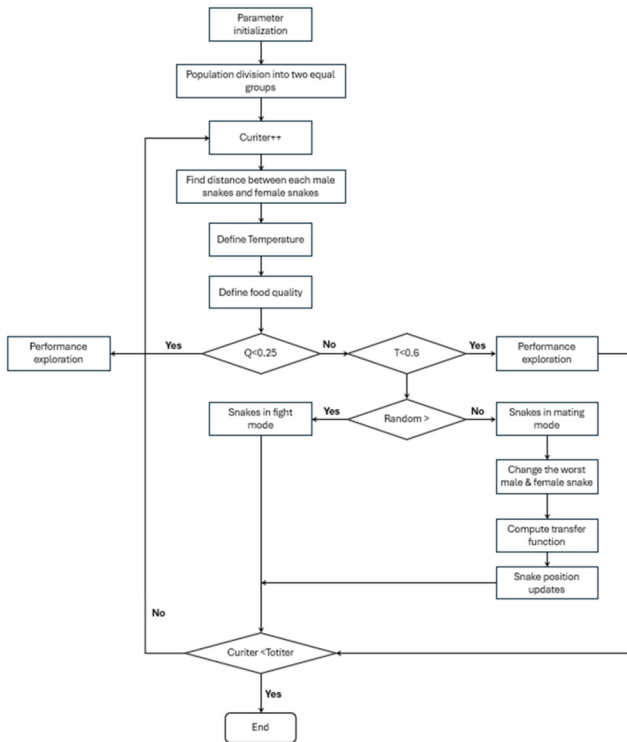 Parameter
initialization
Population division into two equal
groups
Curiter++
Find distance between each male
snakes and female snakes
Define Temperature
Define food quality
Performance
exploration
Yes
Q<0.25
No
T<0.6
Yes
Performance
exploration
Snakes in fight
mode
Yes
Random >
No
Snakes in mating
mode
Change the worst
male & female snake
Compute transfer
function
Snake position
updates
No
Curiter <Totiter
Yes
End